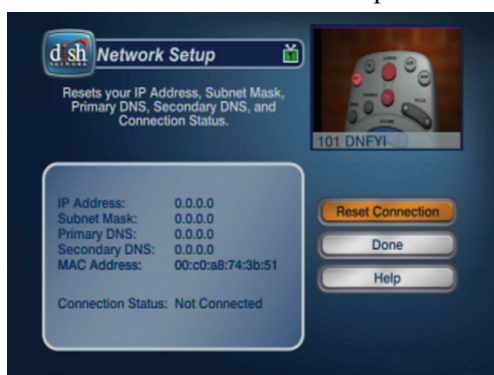 dish
NETWORK
Network Setup
1
Resets your IP Address, Subnet Mask,
Primary DNS, Secondary DNS, and
Connection Status.
101 DNFYI
IP Address: 0.0.0.0
Subnet Mask: 0.0.0.0
Primary DNS: 0.0.0.0
Secondary DNS: 0.0.0.0
MAC Address: 00:c0:a8:74:3b:51
Connection Status: Not Connected
Reset Connection
Done
Help